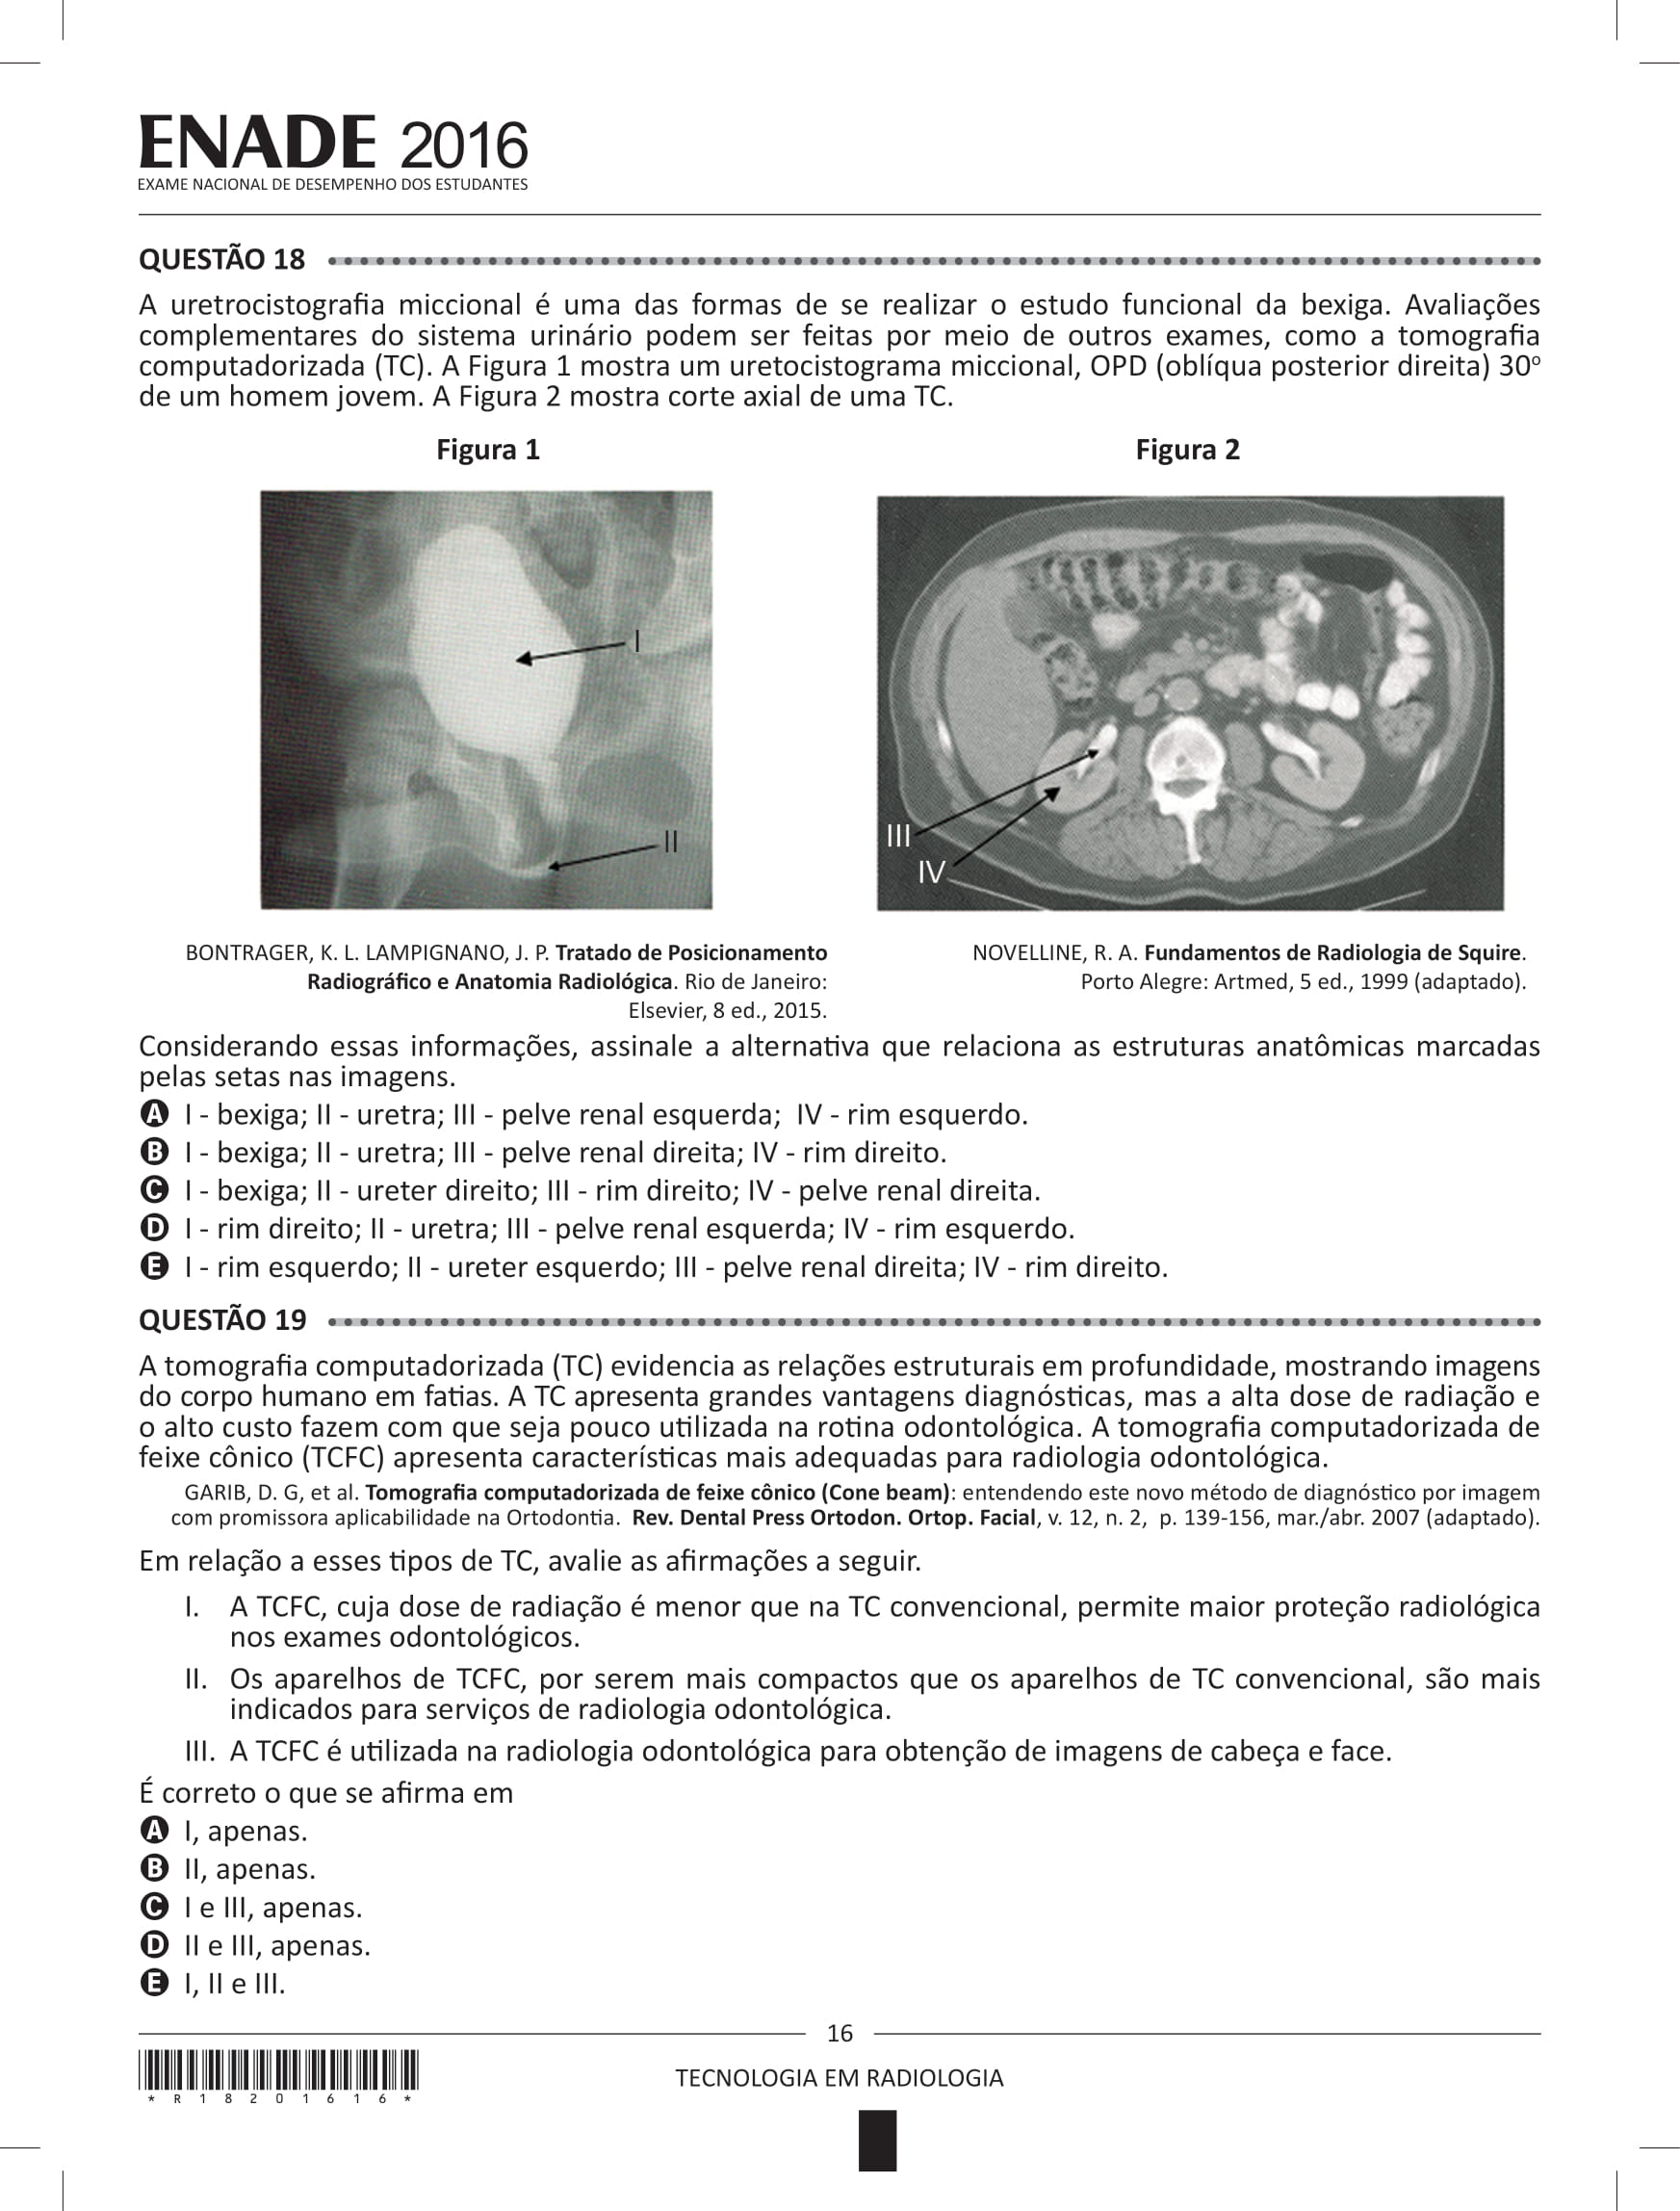 ENADE 2016
EXAME NACIONAL DE DESEMPENHO DOS ESTUDANTES
QUESTÃO 18
A uretrocistografia miccional é uma das formas de se realizar o estudo funcional da bexiga. Avaliações
complementares do sistema urinário podem ser feitas por meio de outros exames, como a tomografia
computadorizada (TC). A Figura 1 mostra um uretocistograma miccional, OPD (oblíqua posterior direita) 30º
de um homem jovem. A Figura 2 mostra corte axial de uma TC.
Figura 1
Figura 2
I
II
III
IV
BONTRAGER, K. L. LAMPIGNANO, J. P. Tratado de Posicionamento
Radiográfico e Anatomia Radiológica. Rio de Janeiro:
Elsevier, 8 ed., 2015.
NOVELLINE, R. A. Fundamentos de Radiologia de Squire.
Porto Alegre: Artmed, 5 ed., 1999 (adaptado).
Considerando essas informações, assinale a alternativa que relaciona as estruturas anatômicas marcadas
pelas setas nas imagens.
A I - bexiga; II - uretra; III - pelve renal esquerda; IV - rim esquerdo.
B I - bexiga; II - uretra; III - pelve renal direita; IV - rim direito.
C I - bexiga; II - ureter direito; III - rim direito; IV - pelve renal direita.
D I - rim direito; II - uretra; III - pelve renal esquerda; IV - rim esquerdo.
E I - rim esquerdo; II - ureter esquerdo; III - pelve renal direita; IV - rim direito.
QUESTÃO 19
A tomografia computadorizada (TC) evidencia as relações estruturais em profundidade, mostrando imagens
do corpo humano em fatias. A TC apresenta grandes vantagens diagnósticas, mas a alta dose de radiação e
o alto custo fazem com que seja pouco utilizada na rotina odontológica. A tomografia computadorizada de
feixe cônico (TCFC) apresenta características mais adequadas para radiologia odontológica.
GARIB, D. G, et al. Tomografia computadorizada de feixe cônico (Cone beam): entendendo este novo método de diagnóstico por imagem
com promissora aplicabilidade na Ortodontia. Rev. Dental Press Ortodon. Ortop. Facial, v. 12, n. 2, p. 139-156, mar./abr. 2007 (adaptado).
Em relação a esses tipos de TC, avalie as afirmações a seguir.
I. A TCFC, cuja dose de radiação é menor que na TC convencional, permite maior proteção radiológica
nos exames odontológicos.
II. Os aparelhos de TCFC, por serem mais compactos que os aparelhos de TC convencional, são mais
indicados para serviços de radiologia odontológica.
III. A TCFC é utilizada na radiologia odontológica para obtenção de imagens de cabeça e face.
É correto o que se afirma em
A I, apenas.
B II, apenas.
C I e III, apenas.
D II e III, apenas.
E I, II e III.
16
* R 1 8 2 0 1 6 1 6 *
TECNOLOGIA EM RADIOLOGIA